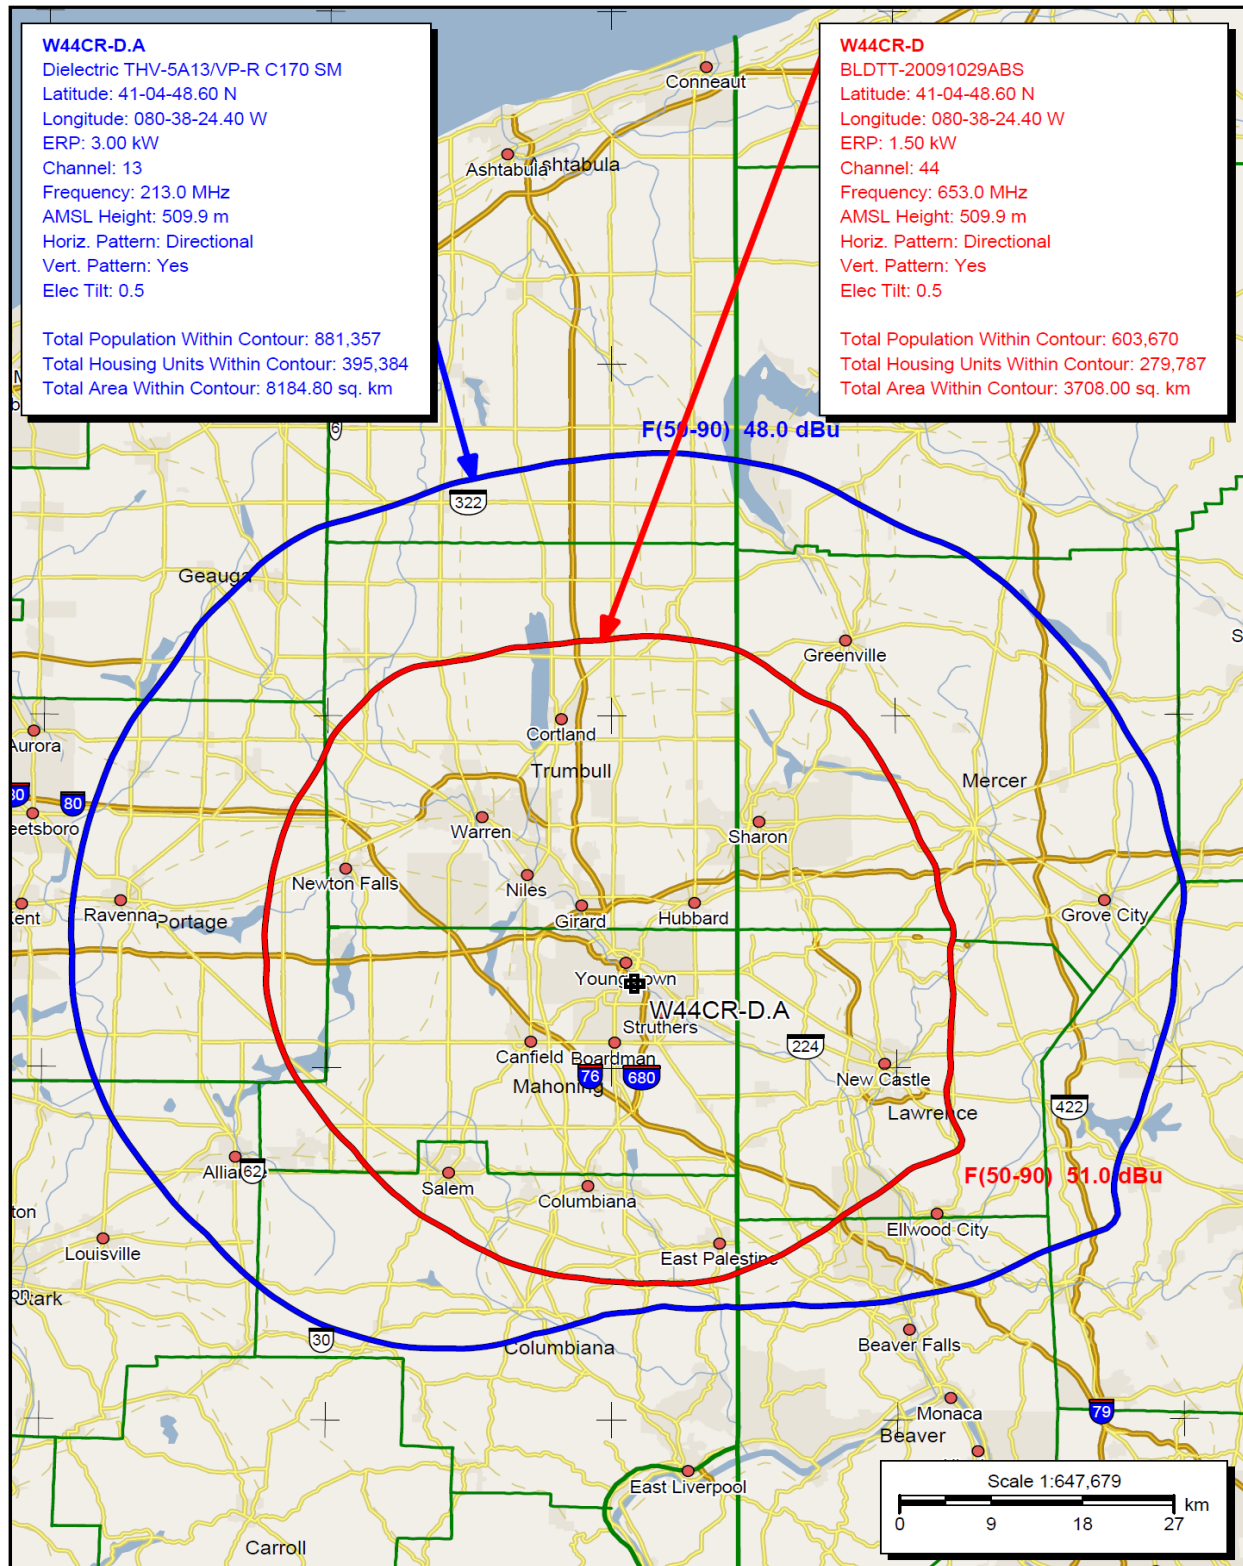 W44CR-D.A
Dielectric THV-5A13/VP-R C170 SM
Latitude: 41-04-48.60 N
Longitude: 080-38-24.40 W
ERP: 3.00 kW
Channel: 13
Frequency: 213.0 MHz
AMSL Height: 509.9 m
Horiz. Pattern: Directional
Vert. Pattern: Yes
Elec Tilt: 0.5
Total Population Within Contour: 881,357
Total Housing Units Within Contour: 395,384
Total Area Within Contour: 8184.80 sq. km
W44CR-D
BLDTT-20091029ABS
Latitude: 41-04-48.60 N
Longitude: 080-38-24.40 W
ERP: 1.50 kW
Channel: 44
Frequency: 653.0 MHz
AMSL Height: 509.9 m
Horiz. Pattern: Directional
Vert. Pattern: Yes
Elec Tilt: 0.5
Total Population Within Contour: 603,670
Total Housing Units Within Contour: 279,787
Total Area Within Contour: 3708.00 sq. km
Conneaut
Ashtabula
Ashtabula
6
F(50-90) 48.0 dBu
322
Geauga
Greenville
Aurora
Cortland
Trumbull
Mercer
80
80
eetsboro
Warren
Sharon
Newton Falls
Niles
Kent
Ravenna
Portage
Girard
Hubbard
Grove City
Youngstown
W44CR-D.A
Struthers
Canfield
Boardman
224
New Castle
76
680
Mahoning
Lawrence
422
Alliance
62
Salem
F(50-90) 51.0 dBu
Columbiana
ton
Ellwood City
Louisville
East Palestine
on
Stark
30
Columbiana
Beaver Falls
Monaca
79
Beaver
East Liverpool
Scale 1:647,679
km
0 9 18 27
Carroll